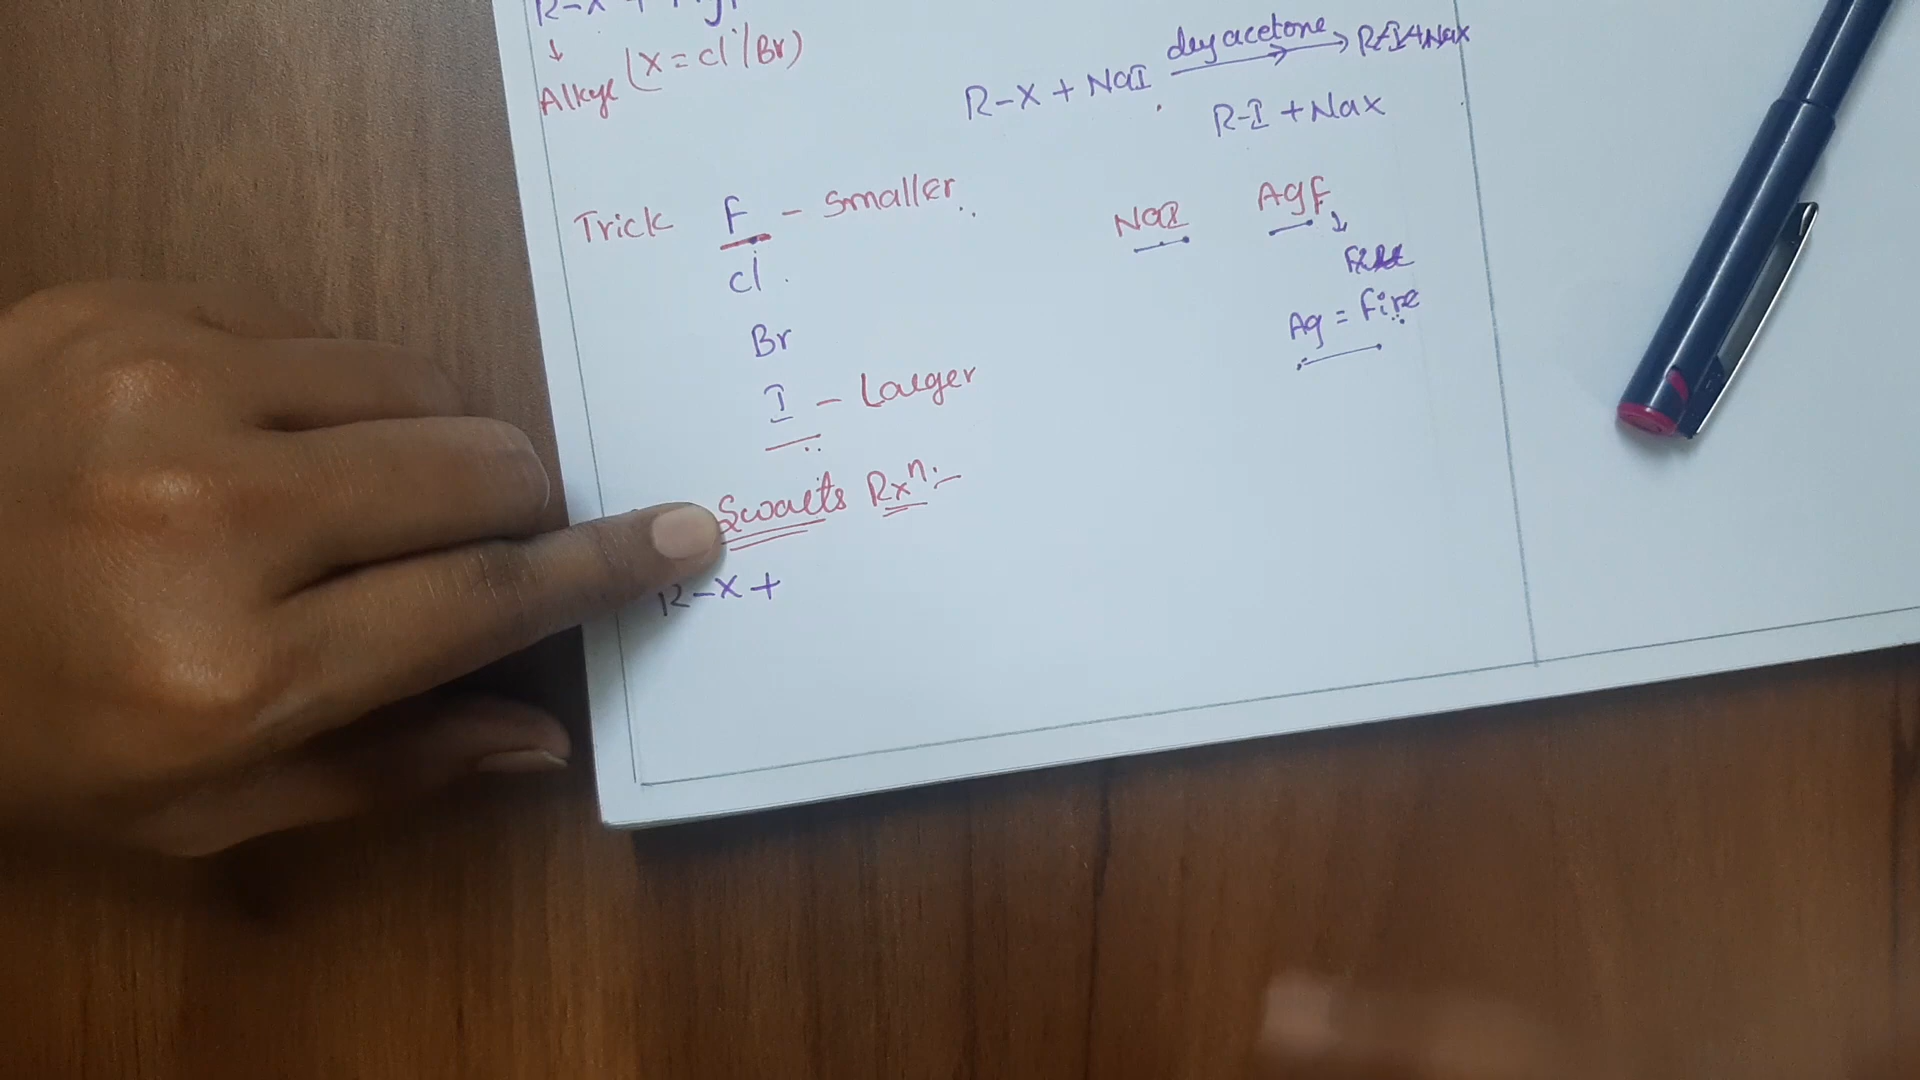 R-X +
Alkyl (X = Cl/Br)
R-X + NaI dry acetone R-I + NaX
R-I + NaX
Trick F - Smaller
Cl
Br
I - Larger
NaI AgF
Ag = Fire
Swarts Rxn:-
R-X +